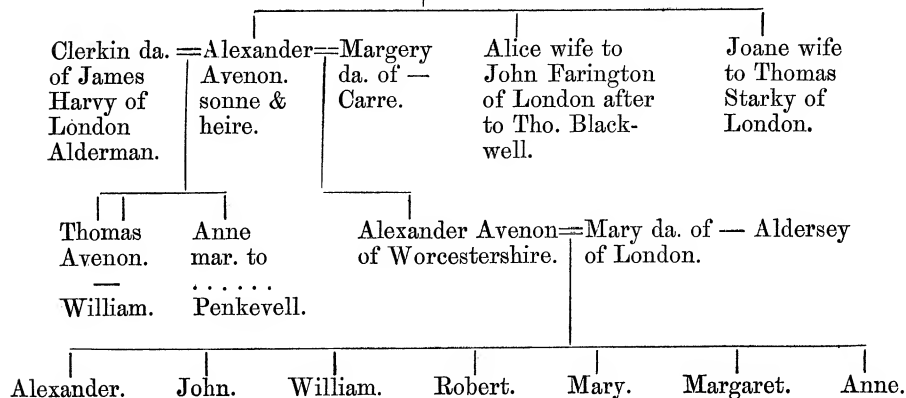 Clerkin da. = Alexander = Margery
of James
Harvy of
London
Alderman.
Avenon.
sonne &
heire.
da. of —
Carre.
Alice wife to
John Farington
of London after
to Tho. Black-
well.
Joane wife
to Thomas
Starky of
London.
Thomas
Avenon.
—
William.
Anne
mar. to
. . . . . .
Penkevell.
Alexander Avenon = Mary da. of — Aldersey
of Worcestershire.
of London.
Alexander. John. William. Robert. Mary. Margaret. Anne.